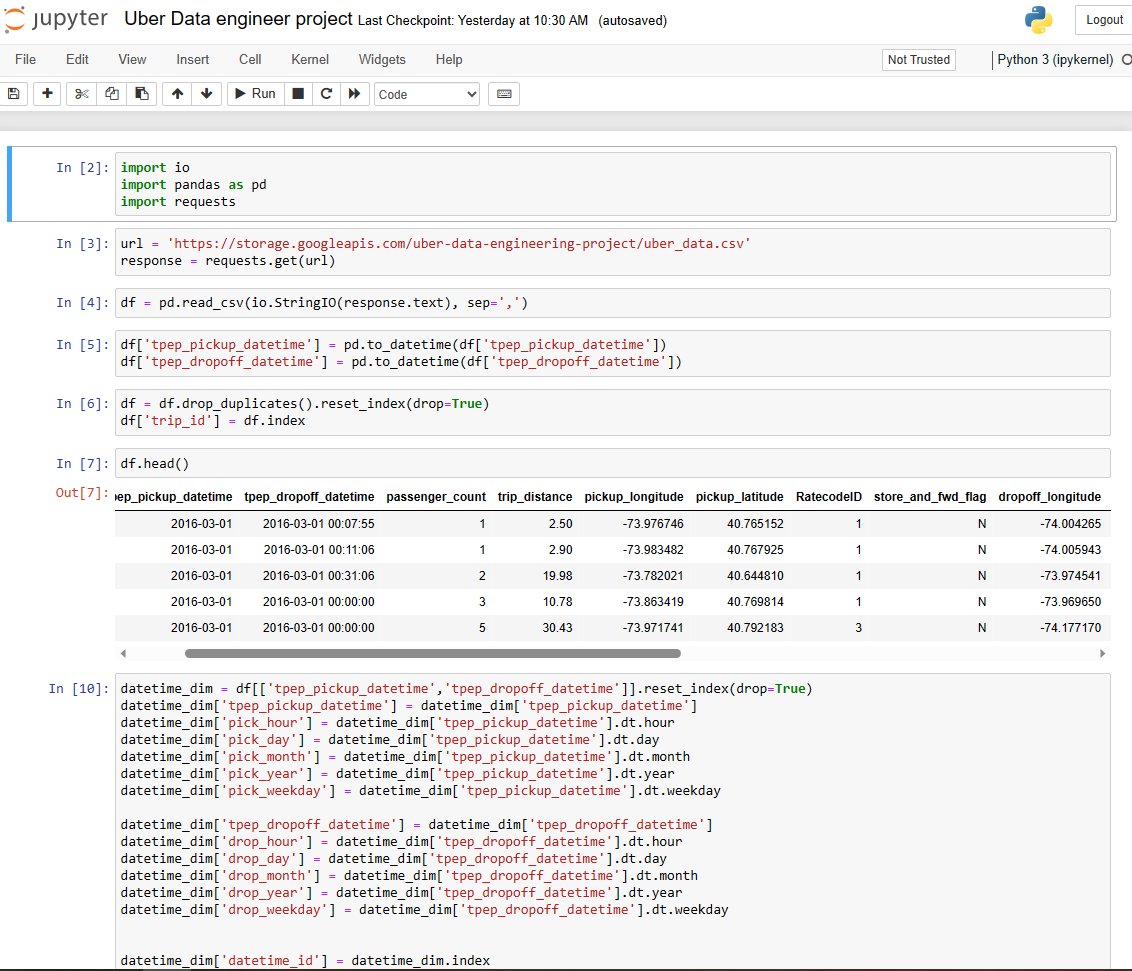 jupyter Uber Data engineer project Last Checkpoint: Yesterday at 10:30 AM (autosaved)
Logout
File Edit View Insert Cell Kernel Widgets Help
Not Trusted
Python 3 (ipykernel)
Run
Code
In [2]:
import io
import pandas as pd
import requests
In [3]:
url = 'https://storage.googleapis.com/uber-data-engineering-project/uber_data.csv'
response = requests.get(url)
In [4]:
df = pd.read_csv(io.StringIO(response.text), sep=',')
In [5]:
df['tpep_pickup_datetime'] = pd.to_datetime(df['tpep_pickup_datetime'])
df['tpep_dropoff_datetime'] = pd.to_datetime(df['tpep_dropoff_datetime'])
In [6]:
df = df.drop_duplicates().reset_index(drop=True)
df['trip_id'] = df.index
In [7]:
df.head()
Out[7]:
pep_pickup_datetime tpep_dropoff_datetime passenger_count trip_distance pickup_longitude pickup_latitude RatecodeID store_and_fwd_flag dropoff_longitude
2016-03-01 2016-03-01 00:07:55 1 2.50 -73.976746 40.765152 1 N -74.004265
2016-03-01 2016-03-01 00:11:06 1 2.90 -73.983482 40.767925 1 N -74.005943
2016-03-01 2016-03-01 00:31:06 2 19.98 -73.782021 40.644810 1 N -73.974541
2016-03-01 2016-03-01 00:00:00 3 10.78 -73.863419 40.769814 1 N -73.969650
2016-03-01 2016-03-01 00:00:00 5 30.43 -73.971741 40.792183 3 N -74.177170
In [10]:
datetime_dim = df[['tpep_pickup_datetime','tpep_dropoff_datetime']].reset_index(drop=True)
datetime_dim['tpep_pickup_datetime'] = datetime_dim['tpep_pickup_datetime']
datetime_dim['pick_hour'] = datetime_dim['tpep_pickup_datetime'].dt.hour
datetime_dim['pick_day'] = datetime_dim['tpep_pickup_datetime'].dt.day
datetime_dim['pick_month'] = datetime_dim['tpep_pickup_datetime'].dt.month
datetime_dim['pick_year'] = datetime_dim['tpep_pickup_datetime'].dt.year
datetime_dim['pick_weekday'] = datetime_dim['tpep_pickup_datetime'].dt.weekday
datetime_dim['tpep_dropoff_datetime'] = datetime_dim['tpep_dropoff_datetime']
datetime_dim['drop_hour'] = datetime_dim['tpep_dropoff_datetime'].dt.hour
datetime_dim['drop_day'] = datetime_dim['tpep_dropoff_datetime'].dt.day
datetime_dim['drop_month'] = datetime_dim['tpep_dropoff_datetime'].dt.month
datetime_dim['drop_year'] = datetime_dim['tpep_dropoff_datetime'].dt.year
datetime_dim['drop_weekday'] = datetime_dim['tpep_dropoff_datetime'].dt.weekday
datetime_dim['datetime_id'] = datetime_dim.index